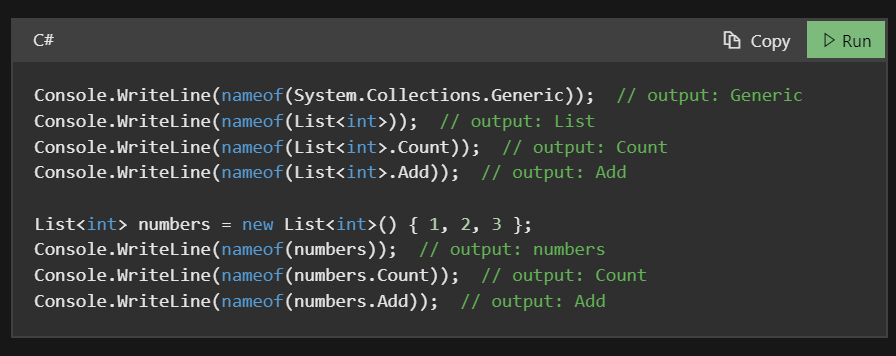 C#
Copy
Run
Console.WriteLine(nameof(System.Collections.Generic));  // output: Generic
Console.WriteLine(nameof(List<int>));  // output: List
Console.WriteLine(nameof(List<int>.Count));  // output: Count
Console.WriteLine(nameof(List<int>.Add));  // output: Add

List<int> numbers = new List<int>() { 1, 2, 3 };
Console.WriteLine(nameof(numbers));  // output: numbers
Console.WriteLine(nameof(numbers.Count));  // output: Count
Console.WriteLine(nameof(numbers.Add));  // output: Add